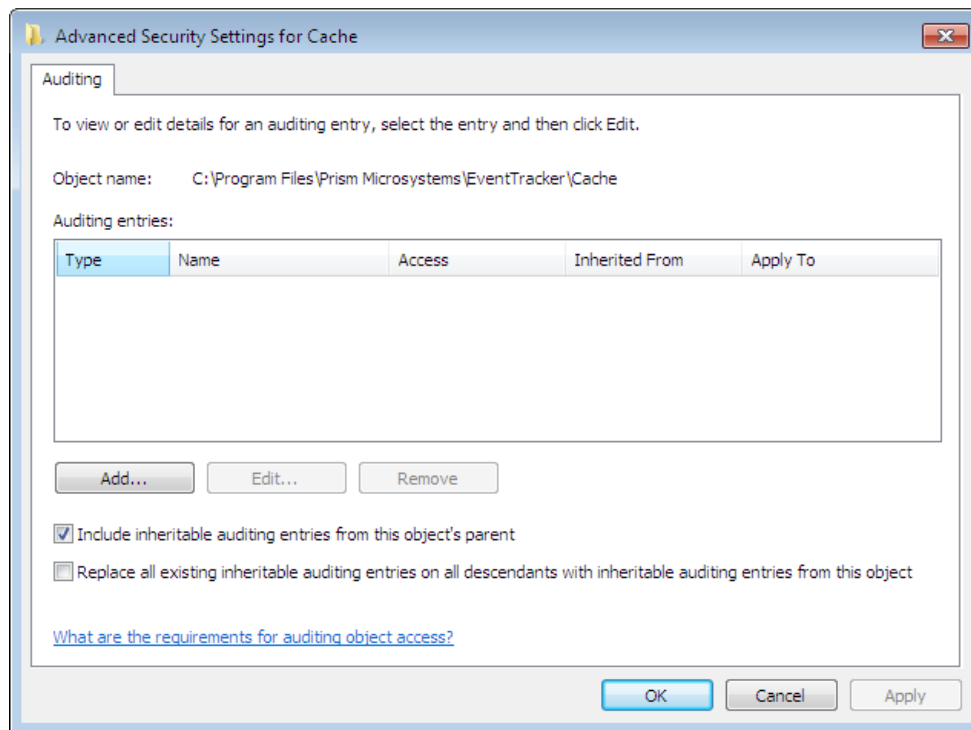 Advanced Security Settings for Cache
Auditing
To view or edit details for an auditing entry, select the entry and then click Edit.
Object name: C:\Program Files\Prism Microsystems\EventTracker\Cache
Auditing entries:
Type Name Access Inherited From Apply To
Add... Edit... Remove
Include inheritable auditing entries from this object's parent
Replace all existing inheritable auditing entries on all descendants with inheritable auditing entries from this object
What are the requirements for auditing object access?
OK Cancel Apply